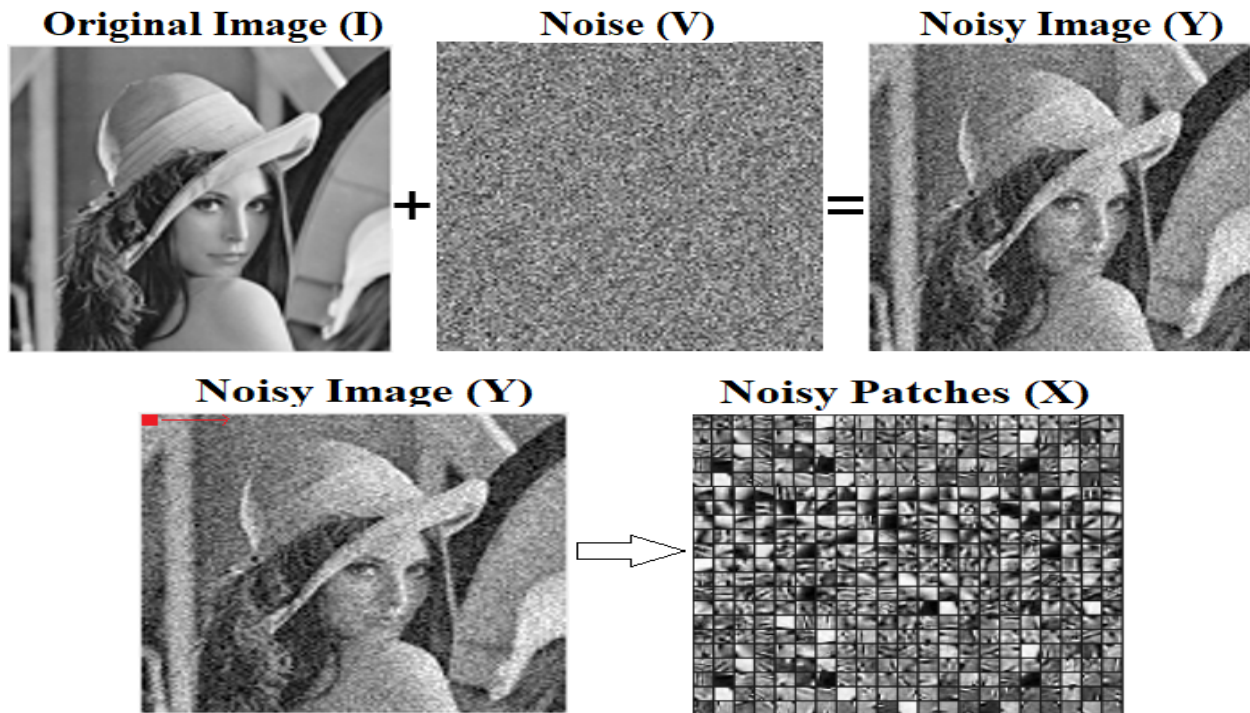 Original Image (I)
Noise (V)
Noisy Image (Y)
+
=
Noisy Image (Y)
Noisy Patches (X)